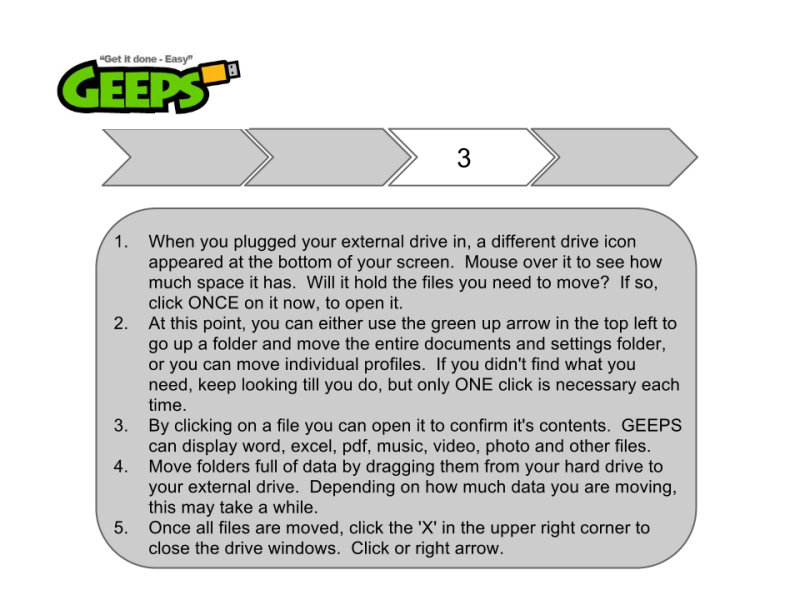 "Get it done - Easy"
GEEPS
3
1. When you plugged your external drive in, a different drive icon
appeared at the bottom of your screen. Mouse over it to see how
much space it has. Will it hold the files you need to move? If so,
click ONCE on it now, to open it.
2. At this point, you can either use the green up arrow in the top left to
go up a folder and move the entire documents and settings folder,
or you can move individual profiles. If you didn't find what you
need, keep looking till you do, but only ONE click is necessary each
time.
3. By clicking on a file you can open it to confirm it's contents. GEEPS
can display word, excel, pdf, music, video, photo and other files.
4. Move folders full of data by dragging them from your hard drive to
your external drive. Depending on how much data you are moving,
this may take a while.
5. Once all files are moved, click the 'X' in the upper right corner to
close the drive windows. Click or right arrow.